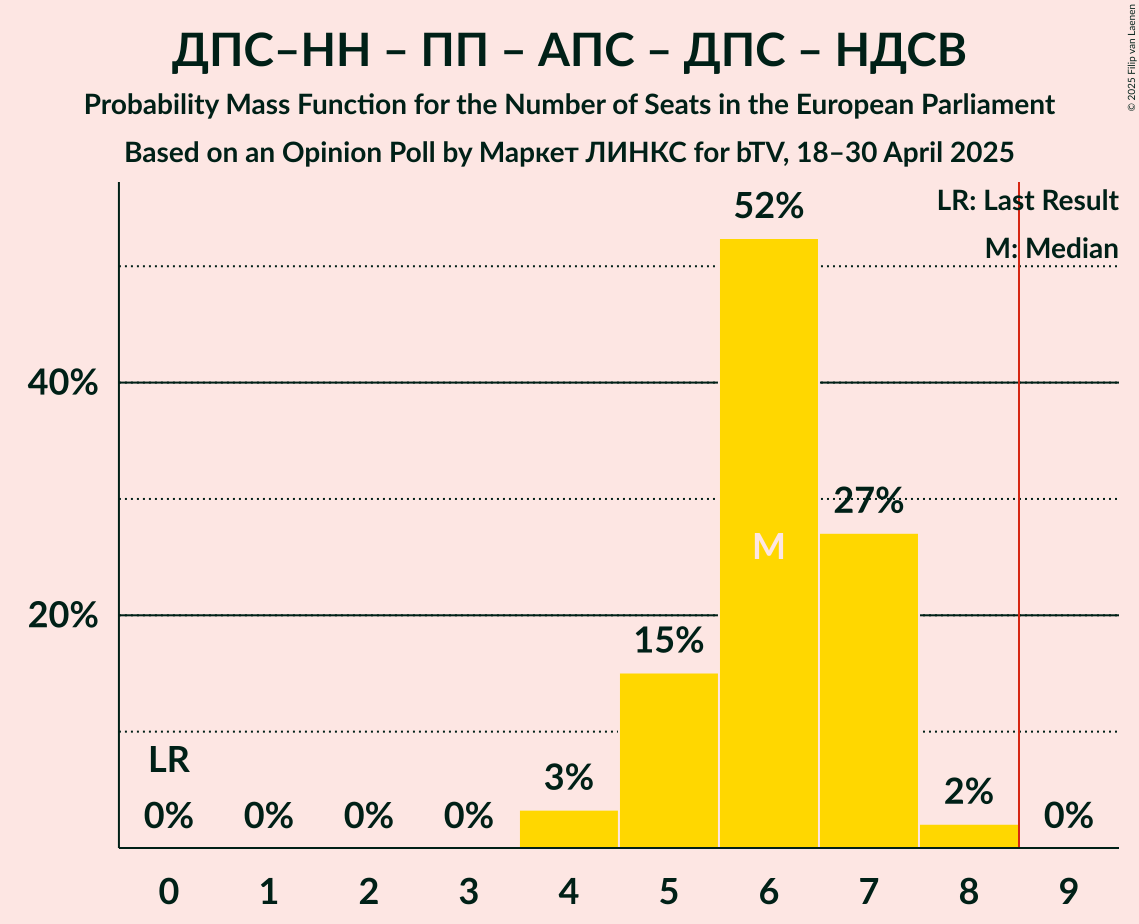 ДПС–НН – ПП – АПС – ДПС – НДСВ
Probability Mass Function for the Number of Seats in the European Parliament
Based on an Opinion Poll by Маркет ЛИНКС for bTV, 18–30 April 2025
© 2025 Filip van Laenen
LR: Last Result
M: Median
52%
40%
27%
M
20%
15%
LR
3%
2%
0% 0% 0% 0% 0%
0 1 2 3 4 5 6 7 8 9